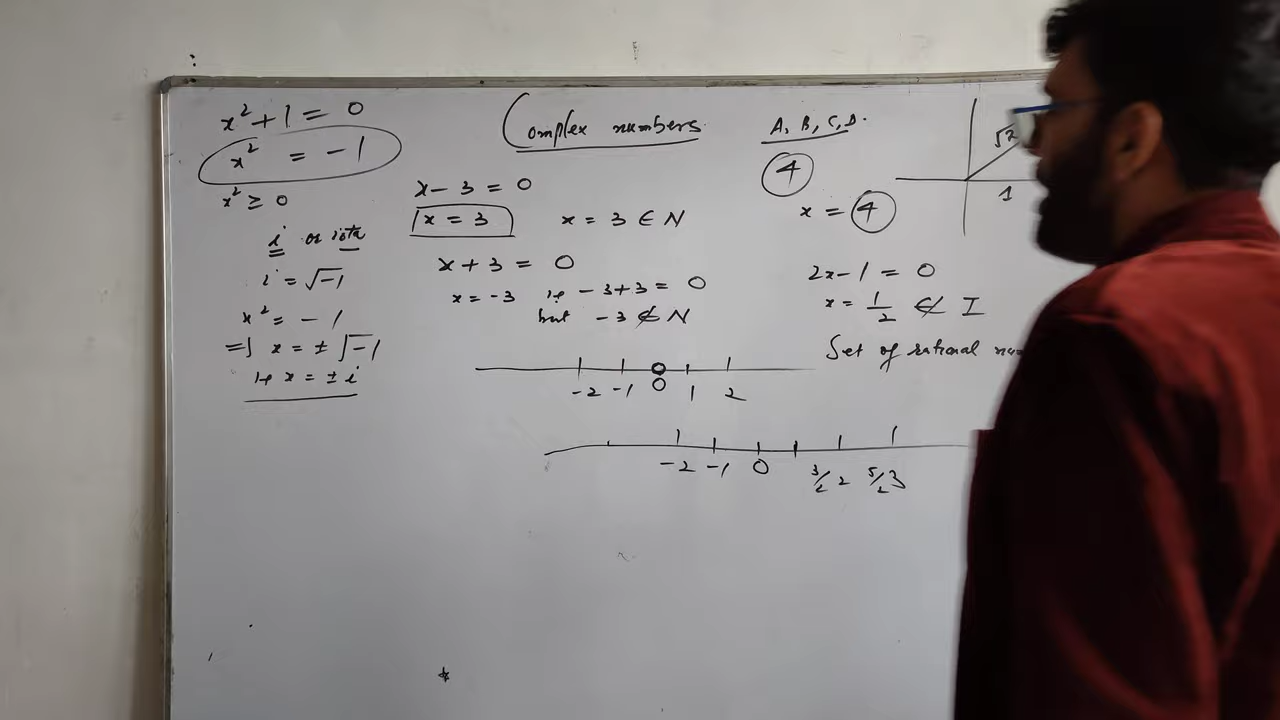 x² + 1 = 0
x² = -1
x² ≥ 0
i or iota
i = √-1
x² = -1
⇒ x = ± √-1
i.e. x = ± i
Complex numbers
x - 3 = 0
x = 3 x = 3 ∈ N
x + 3 = 0
x = -3 i.e. -3+3 = 0
but -3 ∉ N
-2 -1 0 1 2
-2 -1 0 3/2 2 5/2 3
A, B, C, D.
4
x = 4
√2
1
2x - 1 = 0
x = 1/2 ∉ I
Set of rational